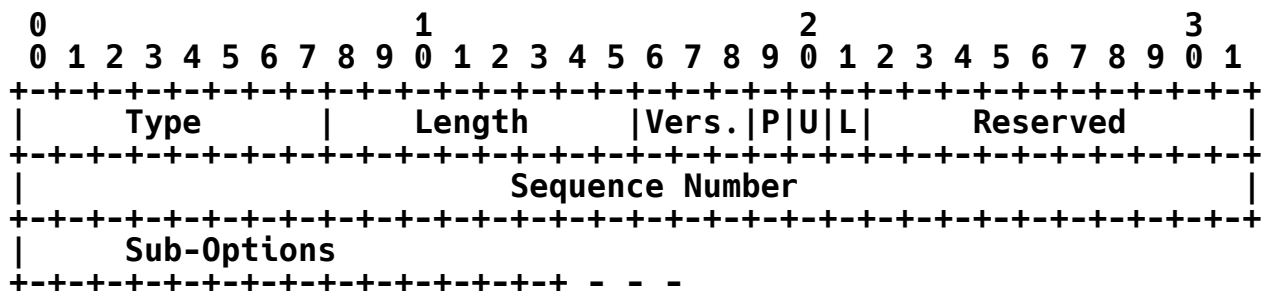 0                   1                   2                   3
 0 1 2 3 4 5 6 7 8 9 0 1 2 3 4 5 6 7 8 9 0 1 2 3 4 5 6 7 8 9 0 1
+-+-+-+-+-+-+-+-+-+-+-+-+-+-+-+-+-+-+-+-+-+-+-+-+-+-+-+-+-+-+-+-+
|     Type      |    Length     |Vers.|P|U|L|     Reserved      |
+-+-+-+-+-+-+-+-+-+-+-+-+-+-+-+-+-+-+-+-+-+-+-+-+-+-+-+-+-+-+-+-+
|                         Sequence Number                       |
+-+-+-+-+-+-+-+-+-+-+-+-+-+-+-+-+-+-+-+-+-+-+-+-+-+-+-+-+-+-+-+-+
|     Sub-Options
+-+-+-+-+-+-+-+-+-+-+-+-+-+-+ - - -